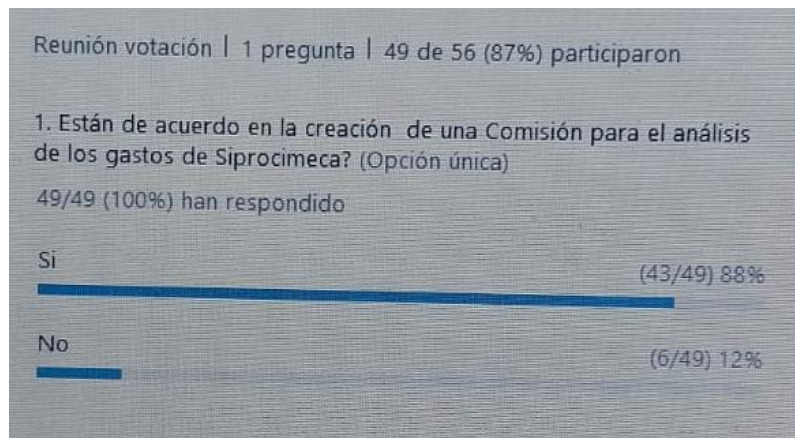 Reunión votación | 1 pregunta | 49 de 56 (87%) participaron
1. Están de acuerdo en la creación de una Comisión para el análisis
de los gastos de Siprocimeca? (Opción única)
49/49 (100%) han respondido
Si
(43/49) 88%
No
(6/49) 12%